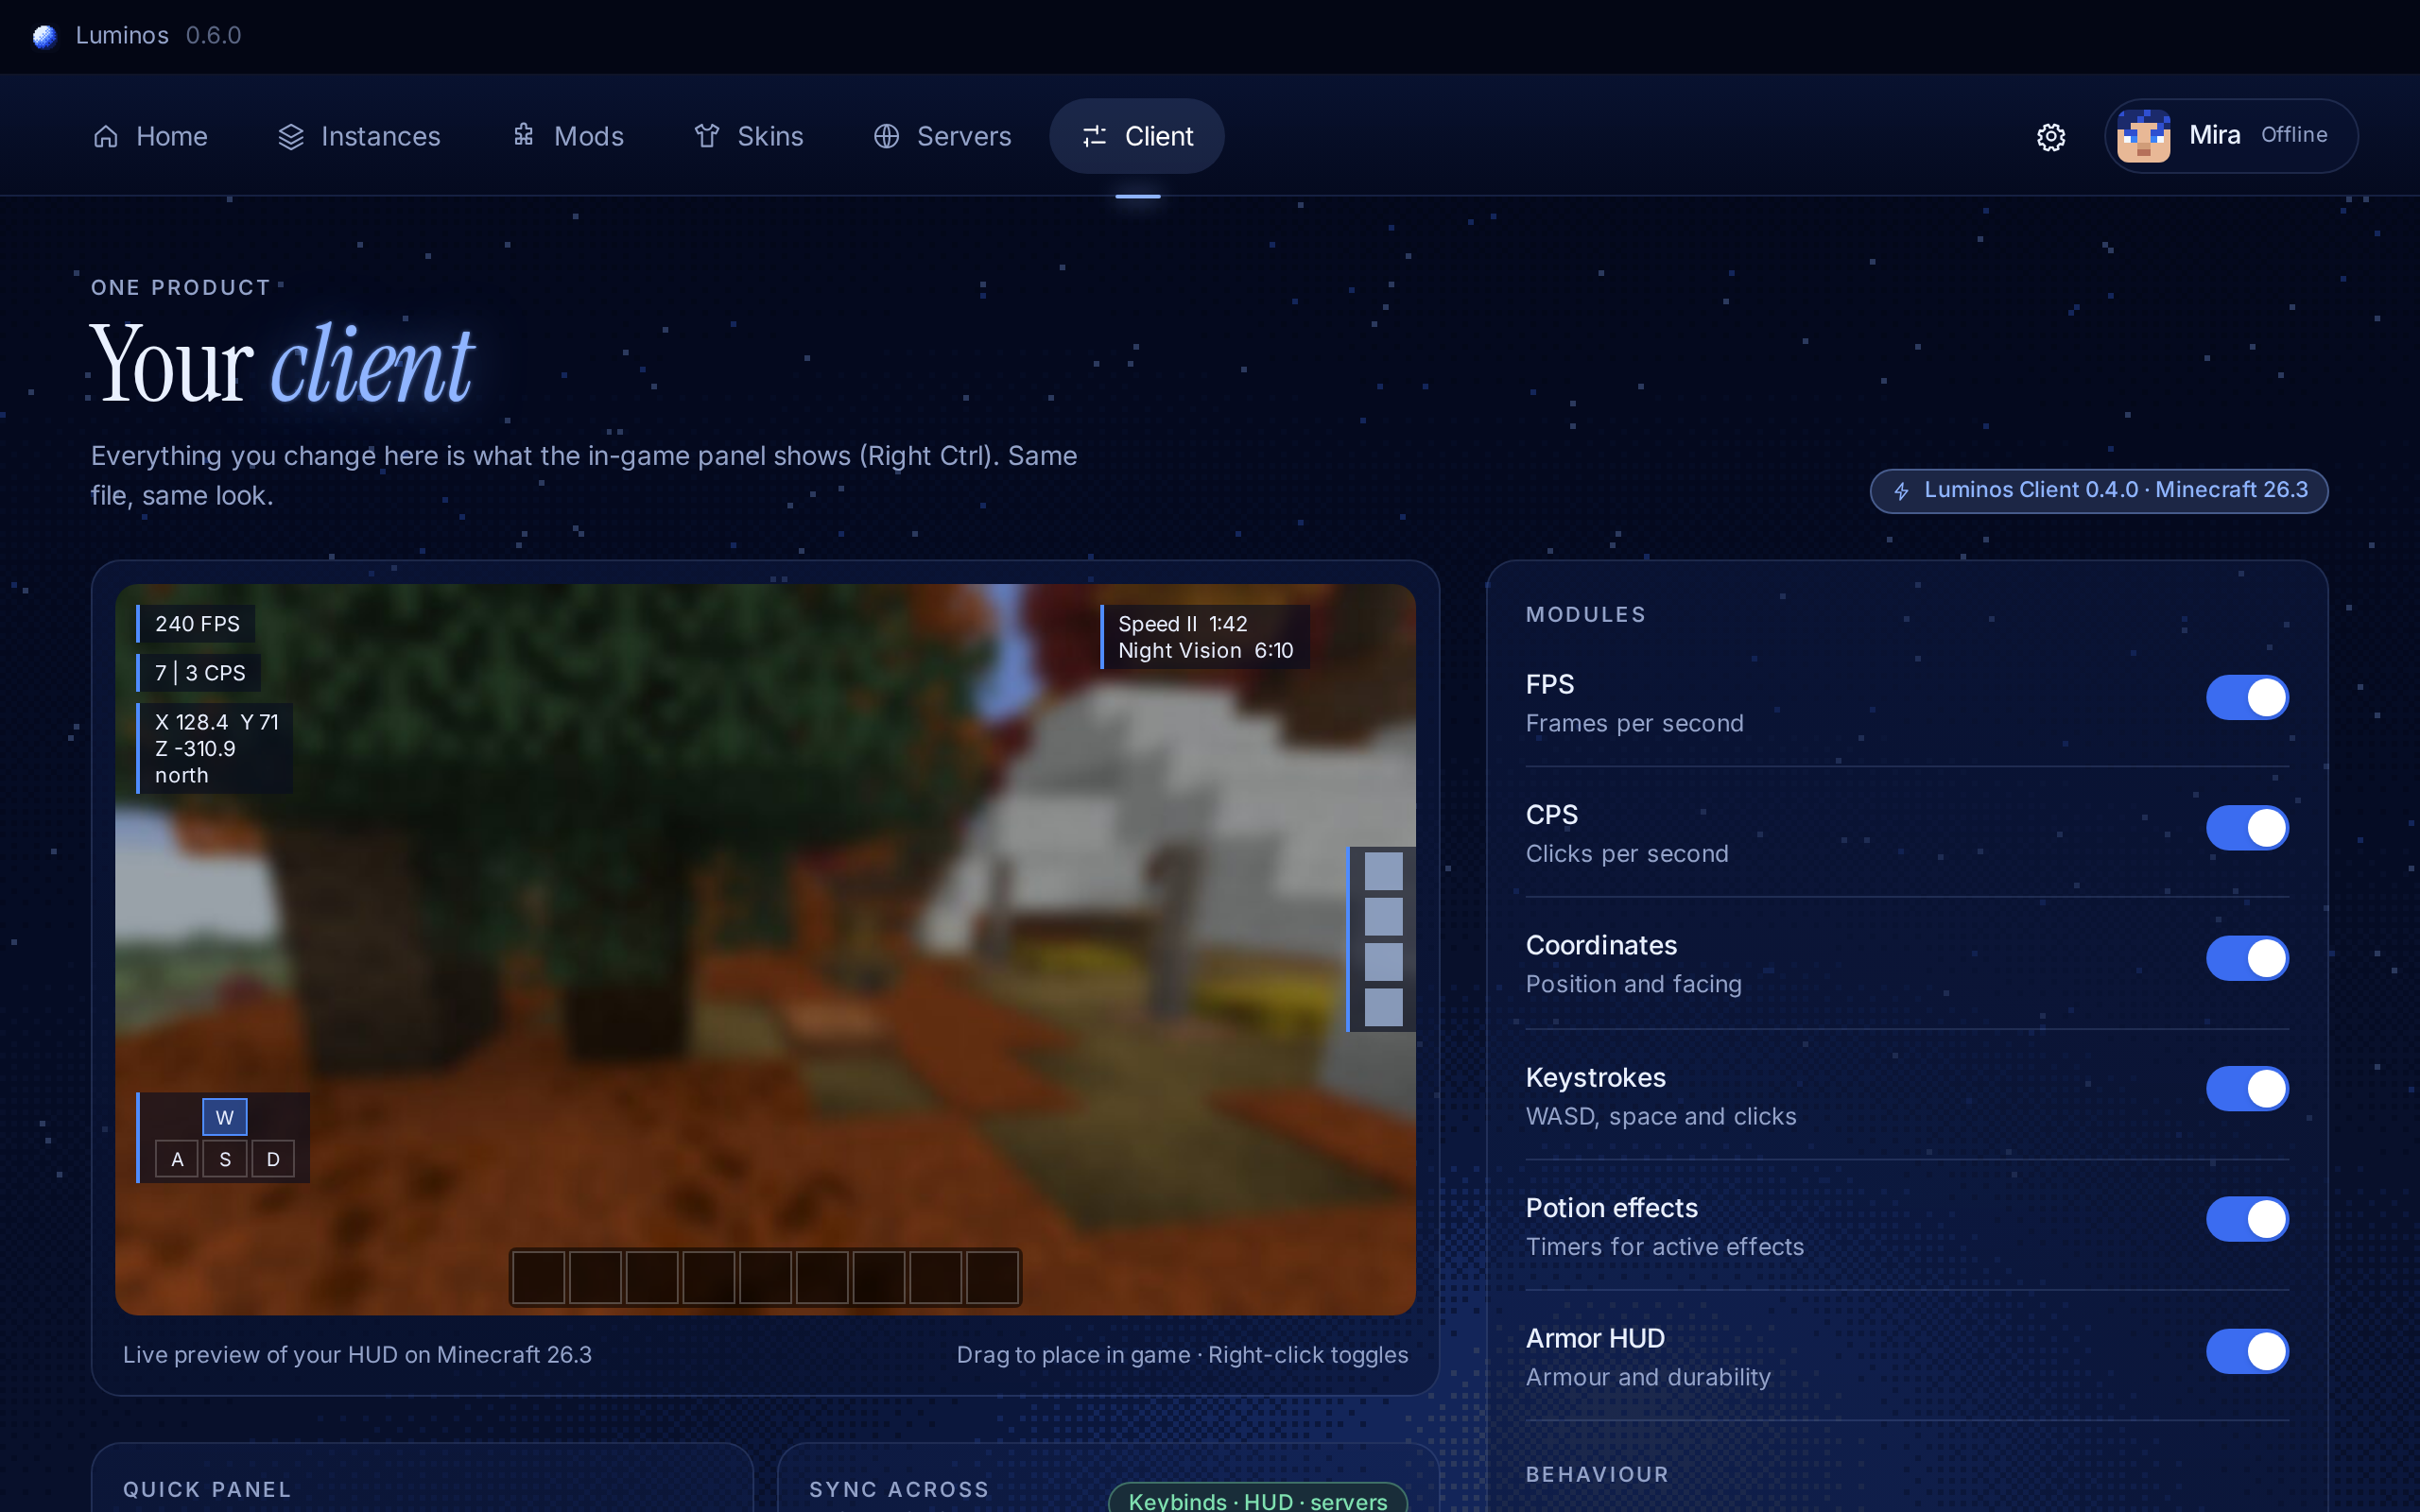 Luminos 0.6.0
Home
Instances
Mods
Skins
Servers
Client
Mira Offline
ONE PRODUCT
Your client
Everything you change here is what the in-game panel shows (Right Ctrl). Same
file, same look.
Luminos Client 0.4.0 · Minecraft 26.3
240 FPS
7 | 3 CPS
X 128.4 Y 71
Z -310.9
north
Speed II 1:42
Night Vision 6:10
W
A S D
Live preview of your HUD on Minecraft 26.3
Drag to place in game · Right-click toggles
MODULES
FPS
Frames per second
CPS
Clicks per second
Coordinates
Position and facing
Keystrokes
WASD, space and clicks
Potion effects
Timers for active effects
Armor HUD
Armour and durability
BEHAVIOUR
QUICK PANEL
SYNC ACROSS
Keybinds · HUD · servers